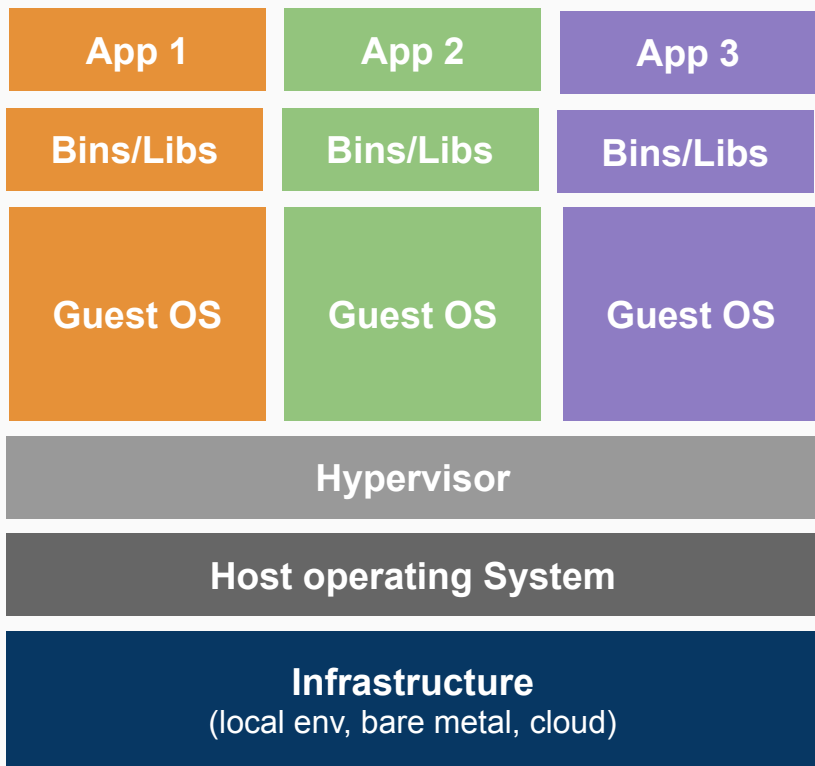 App 1
App 2
App 3
Bins/Libs
Bins/Libs
Bins/Libs
Guest OS
Guest OS
Guest OS
Hypervisor
Host operating System
Infrastructure
(local env, bare metal, cloud)